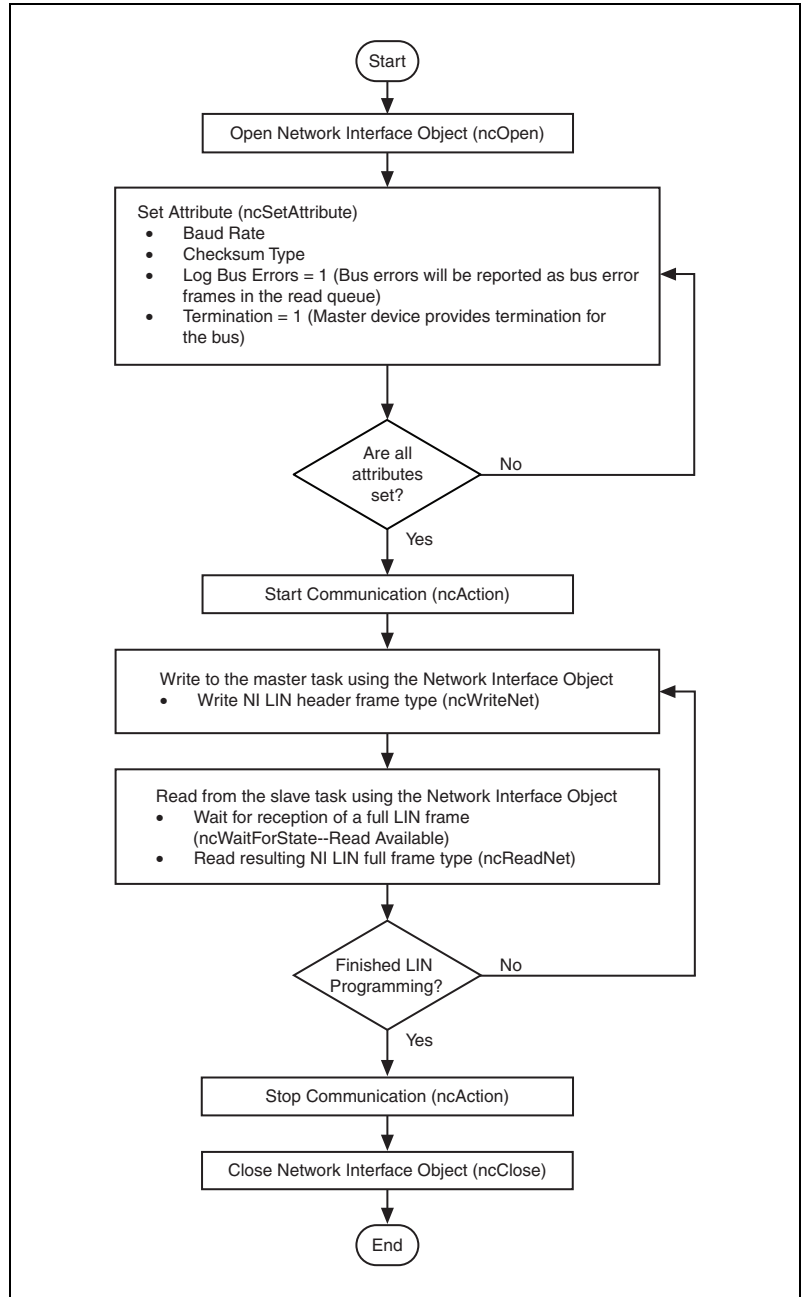 Start
Open Network Interface Object (ncOpen)
Set Attribute (ncSetAttribute)
• Baud Rate
• Checksum Type
• Log Bus Errors = 1 (Bus errors will be reported as bus error
frames in the read queue)
• Termination = 1 (Master device provides termination for
the bus)
Are all
attributes
set?
No
Yes
Start Communication (ncAction)
Write to the master task using the Network Interface Object
• Write NI LIN header frame type (ncWriteNet)
Read from the slave task using the Network Interface Object
• Wait for reception of a full LIN frame
(ncWaitForState--Read Available)
• Read resulting NI LIN full frame type (ncReadNet)
Finished LIN
Programming?
No
Yes
Stop Communication (ncAction)
Close Network Interface Object (ncClose)
End